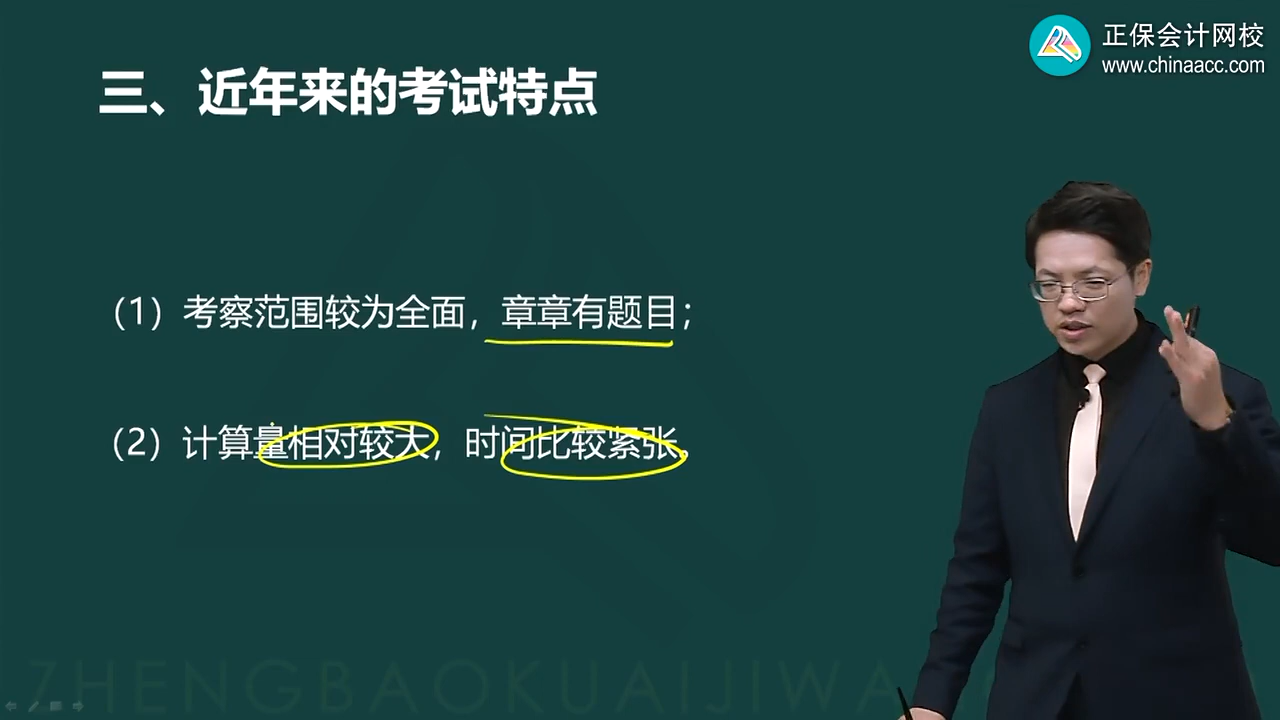 正保会计网校
www.chinaacc.com
三、近年来的考试特点
（1）考察范围较为全面，章章有题目；
（2）计算量相对较大，时间比较紧张。
ZHENGBAOKUAIJIWA